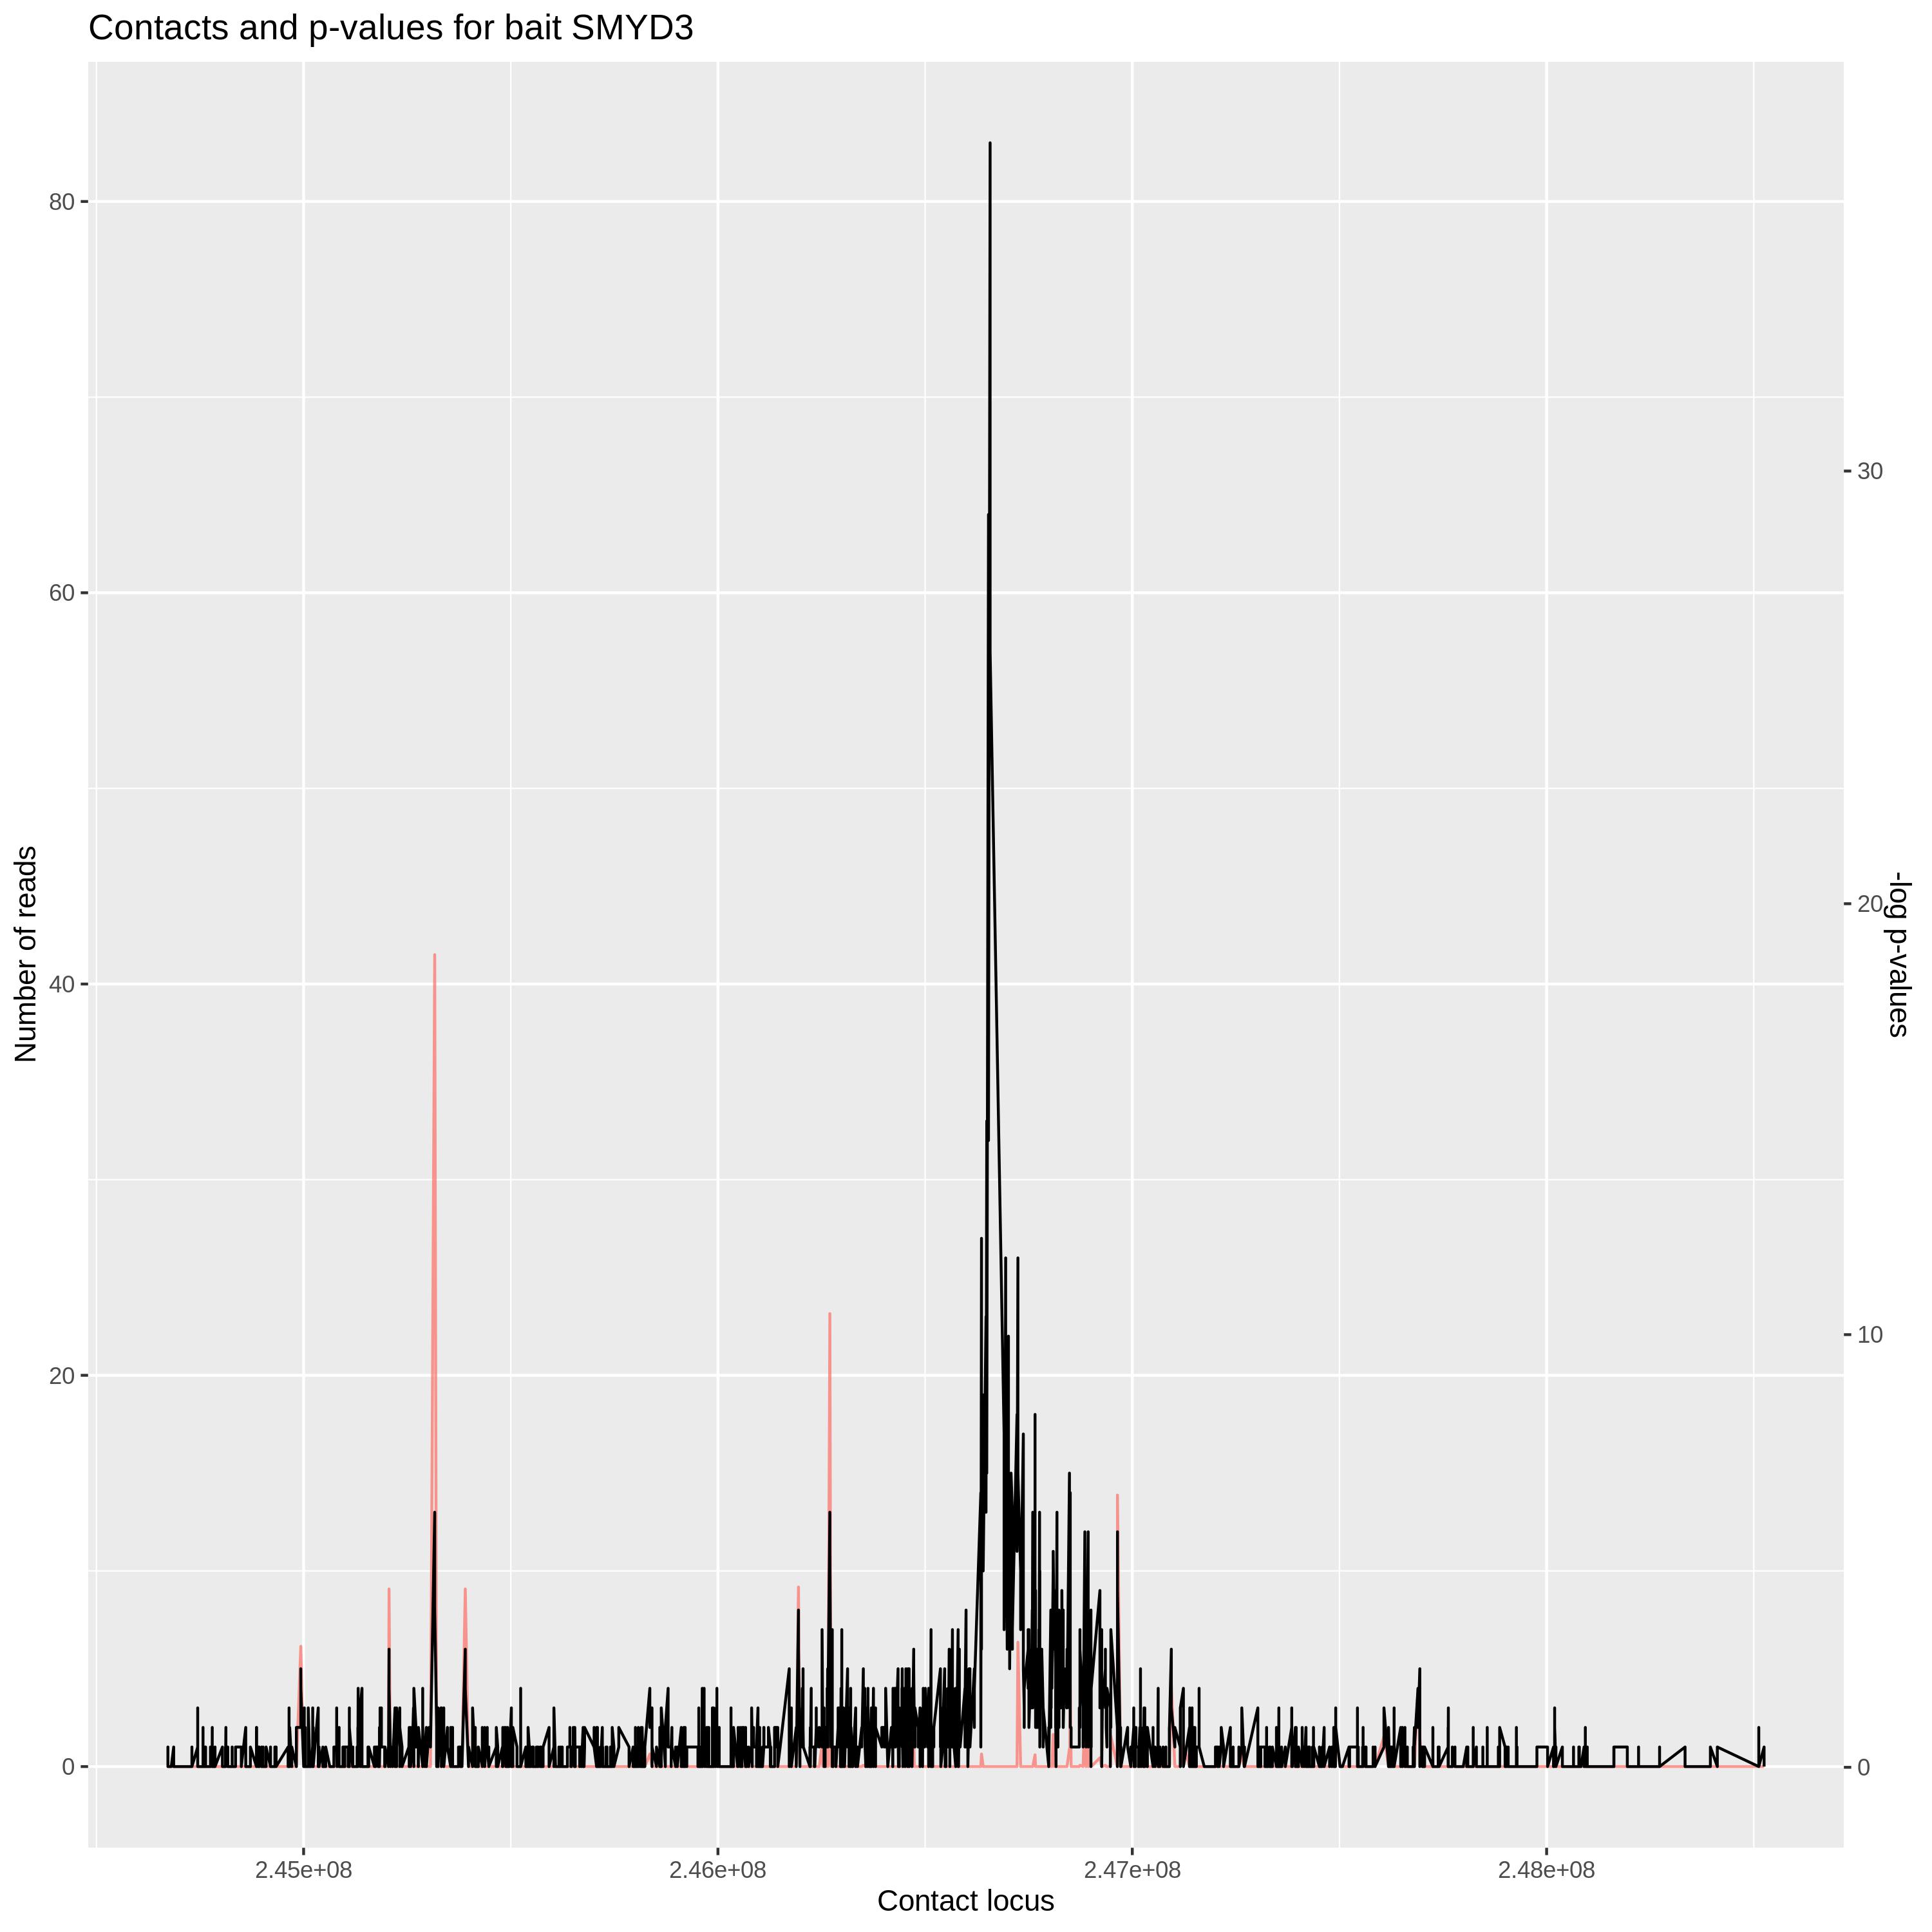 Contacts and p-values for bait SMYD3
80
60
40
20
0
Number of reads
30
20
10
0
-log p-values
2.45e+08 2.46e+08 2.47e+08 2.48e+08
Contact locus